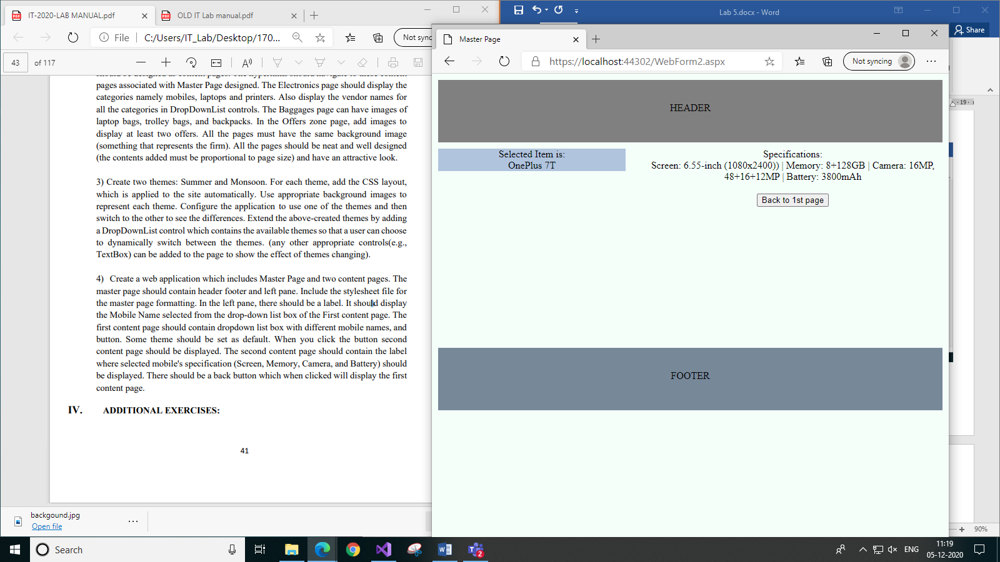 IT-2020-LAB MANUAL.pdf
OLD IT Lab manual.pdf
File
C:/Users/IT_Lab/Desktop/170...
Not sync
43 of 117
should be designed as content pages. The hyperlinks should navigate to these content
pages associated with Master Page designed. The Electronics page should display the
categories namely mobiles, laptops and printers. Also display the vendor names for
all the categories in DropDownList controls. The Baggages page can have images of
laptop bags, trolley bags, and backpacks. In the Offers zone page, add images to
display at least two offers. All the pages must have the same background image
(something that represents the firm). All the pages should be neat and well designed
(the contents added must be proportional to page size) and have an attractive look.
3) Create two themes: Summer and Monsoon. For each theme, add the CSS layout,
which is applied to the site automatically. Use appropriate background images to
represent each theme. Configure the application to use one of the themes and then
switch to the other to see the differences. Extend the above-created themes by adding
a DropDownList control which contains the available themes so that a user can choose
to dynamically switch between the themes. (any other appropriate controls(e.g.,
TextBox) can be added to the page to show the effect of themes changing).
4) Create a web application which includes Master Page and two content pages. The
master page should contain header footer and left pane. Include the stylesheet file for
the master page formatting. In the left pane, there should be a label. It should display
the Mobile Name selected from the drop-down list box of the First content page. The
first content page should contain dropdown list box with different mobile names, and
button. Some theme should be set as default. When you click the button second
content page should be displayed. The second content page should contain the label
where selected mobile's specification (Screen, Memory, Camera, and Battery) should
be displayed. There should be a back button which when clicked will display the first
content page.
IV. ADDITIONAL EXERCISES:
41
backgound.jpg
Open file
Lab 5.docx - Word
Share
19
Master Page
https://localhost:44302/WebForm2.aspx
Not syncing
HEADER
Selected Item is:
OnePlus 7T
Specifications:
Screen: 6.55-inch (1080x2400)) | Memory: 8+128GB | Camera: 16MP,
48+16+12MP | Battery: 3800mAh
Back to 1st page
FOOTER
90%
Search
2
ENG
11:19
05-12-2020